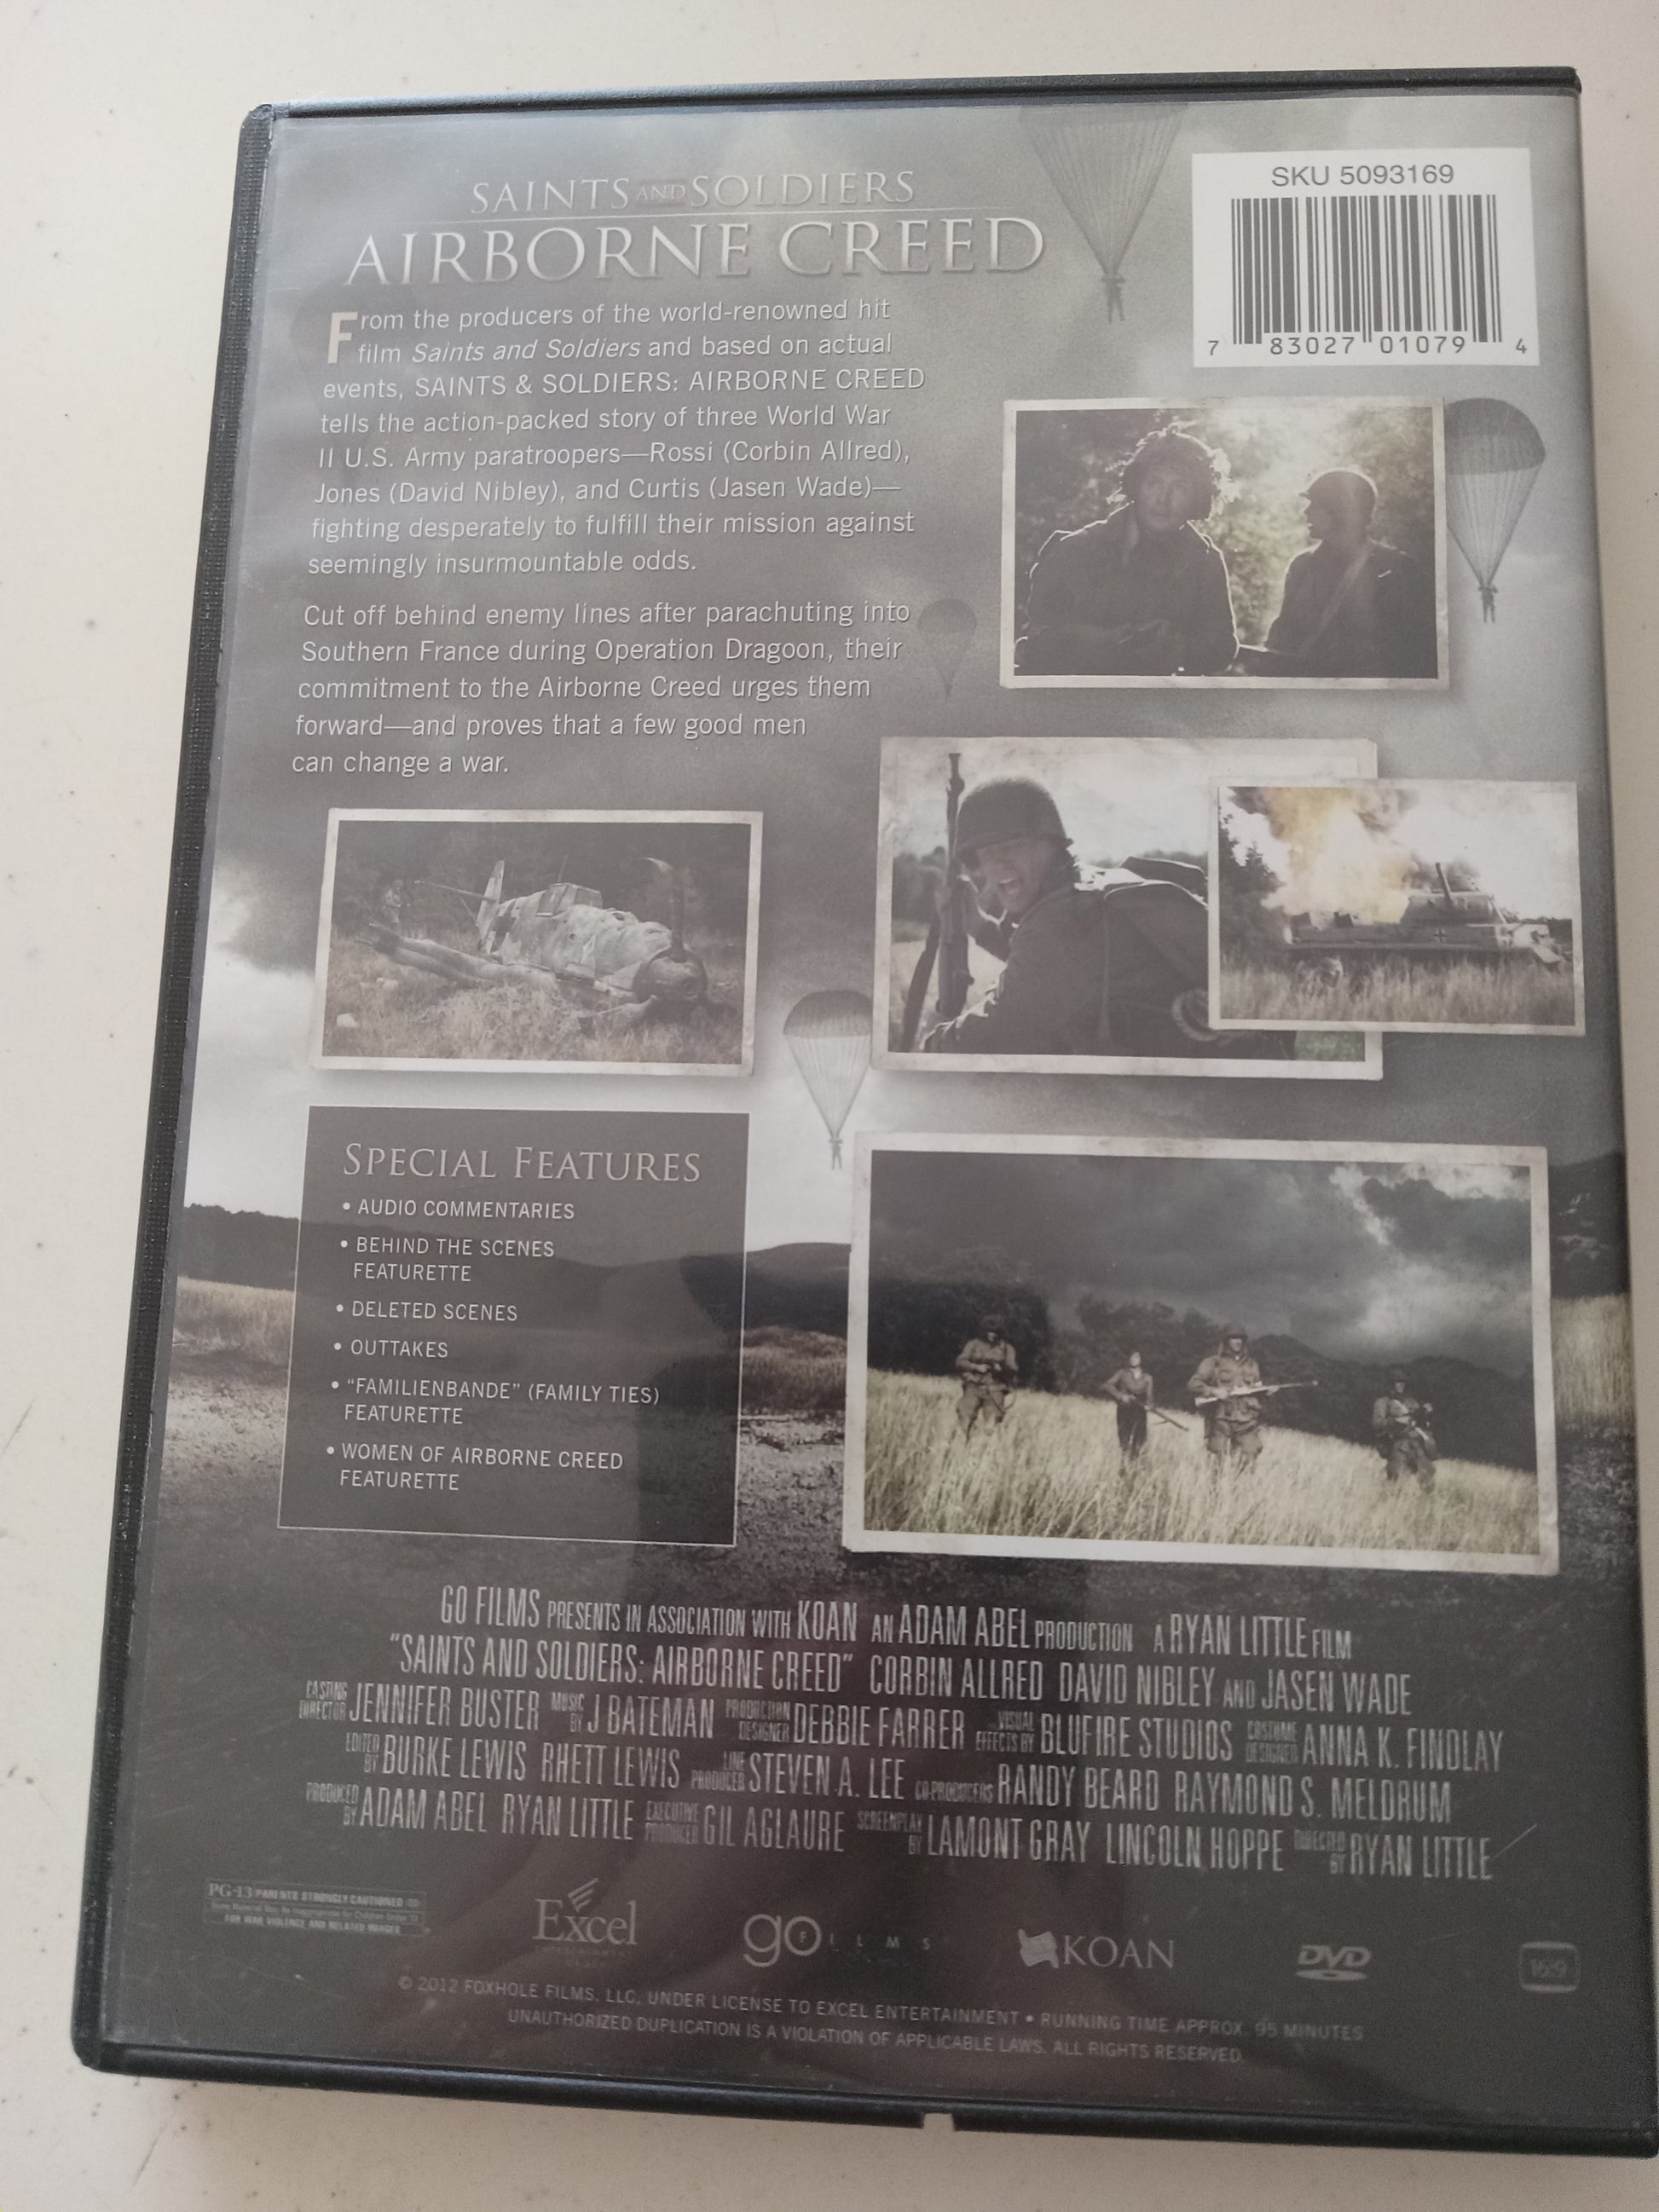 SAINTS AND SOLDIERS
AIRBORNE CREED
SKU 5093169
7 83027 01079 4
From the producers of the world-renowned hit
film Saints and Soldiers and based on actual
events, SAINTS & SOLDIERS: AIRBORNE CREED
tells the action-packed story of three World War
II U.S. Army paratroopers—Rossi (Corbin Allred),
Jones (David Nibley), and Curtis (Jasen Wade)—
fighting desperately to fulfill their mission against
seemingly insurmountable odds.
Cut off behind enemy lines after parachuting into
Southern France during Operation Dragoon, their
commitment to the Airborne Creed urges them
forward—and proves that a few good men
can change a war.
SPECIAL FEATURES
• AUDIO COMMENTARIES
• BEHIND THE SCENES
FEATURETTE
• DELETED SCENES
• OUTTAKES
• "FAMILIENBANDE" (FAMILY TIES)
FEATURETTE
• WOMEN OF AIRBORNE CREED
FEATURETTE
GO FILMS PRESENTS IN ASSOCIATION WITH KOAN AN ADAM ABEL PRODUCTION A RYAN LITTLE FILM
"SAINTS AND SOLDIERS: AIRBORNE CREED" CORBIN ALLRED DAVID NIBLEY AND JASEN WADE
CASTING DIRECTOR JENNIFER BUSTER MUSIC BY J BATEMAN PRODUCTION DESIGNER DEBBIE FARRER VISUAL EFFECTS BY BLUFIRE STUDIOS COSTUME DESIGNER ANNA K. FINDLAY
EDITED BY BURKE LEWIS RHETT LEWIS LINE PRODUCER STEVEN A. LEE CO-PRODUCERS RANDY BEARD RAYMOND S. MELDRUM
PRODUCED BY ADAM ABEL RYAN LITTLE EXECUTIVE PRODUCER GIL AGLAURE SCREENPLAY BY LAMONT GRAY LINCOLN HOPPE DIRECTED BY RYAN LITTLE
PG-13 PARENTS STRONGLY CAUTIONED
Some Material May Be Inappropriate for Children Under 13
FOR WAR VIOLENCE AND RELATED IMAGES
Excel
ENTERTAINMENT
go FILMS
KOAN
DVD
16:9
© 2012 FOXHOLE FILMS, LLC, UNDER LICENSE TO EXCEL ENTERTAINMENT • RUNNING TIME APPROX. 95 MINUTES
UNAUTHORIZED DUPLICATION IS A VIOLATION OF APPLICABLE LAWS. ALL RIGHTS RESERVED